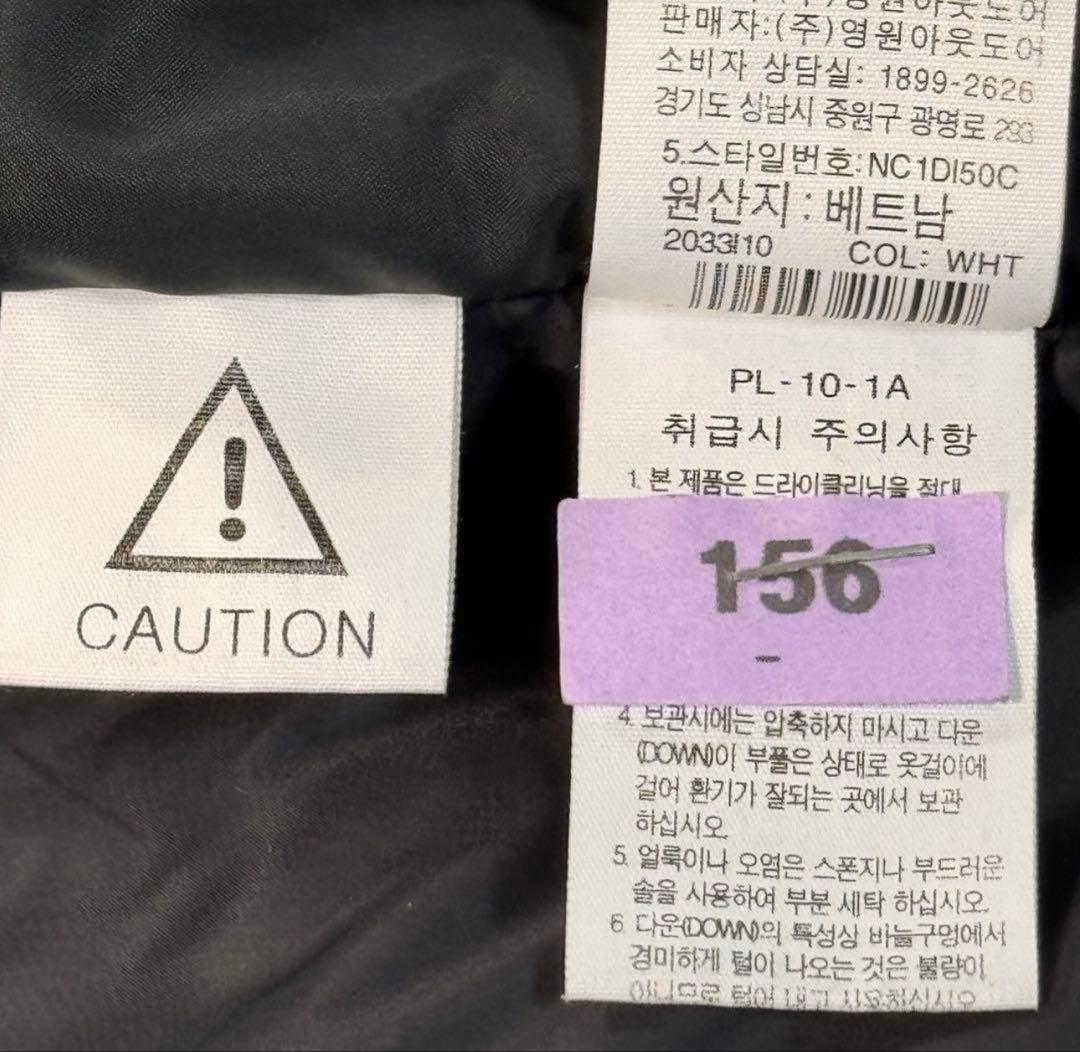 판매자:(주)영원아웃도어
소비자 상담실: 1899-2626
경기도 성남시 중원구 광명로 293
5.스타일번호:NC1DI50C
원산지 : 베트남
2033I10 COL: WHT
CAUTION
PL-10-1A
취급시 주의사항
1. 본 제품은 드라이클리닝을 절대
156
-
4. 보관시에는 압축하지 마시고 다운
(DOWN)이 부풀은 상태로 옷걸이에
걸어 환기가 잘되는 곳에서 보관
하십시오.
5. 얼룩이나 오염은 스폰지나 부드러운
솔을 사용하여 부분 세탁 하십시오.
6. 다운(DOWN)의 특성상 바늘구멍에서
경미하게 털이 나오는 것은 불량이